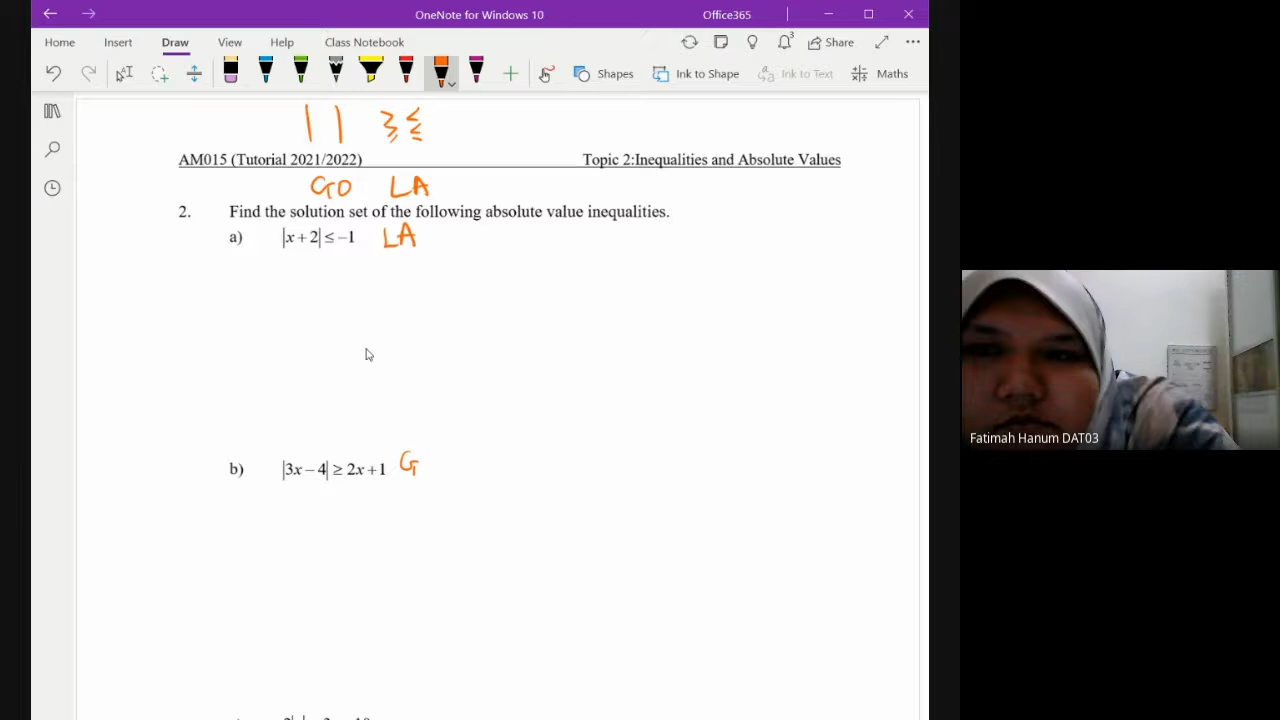 OneNote for Windows 10
Office365
Home Insert Draw View Help Class Notebook
3
Share
Shapes
Ink to Shape
Ink to Text
Maths
| | > < ≥ ≤
AM015 (Tutorial 2021/2022) Topic 2:Inequalities and Absolute Values
GO LA
2. Find the solution set of the following absolute value inequalities.
a) |x + 2| ≤ −1 LA
b) |3x − 4| ≥ 2x + 1 G
Fatimah Hanum DAT03